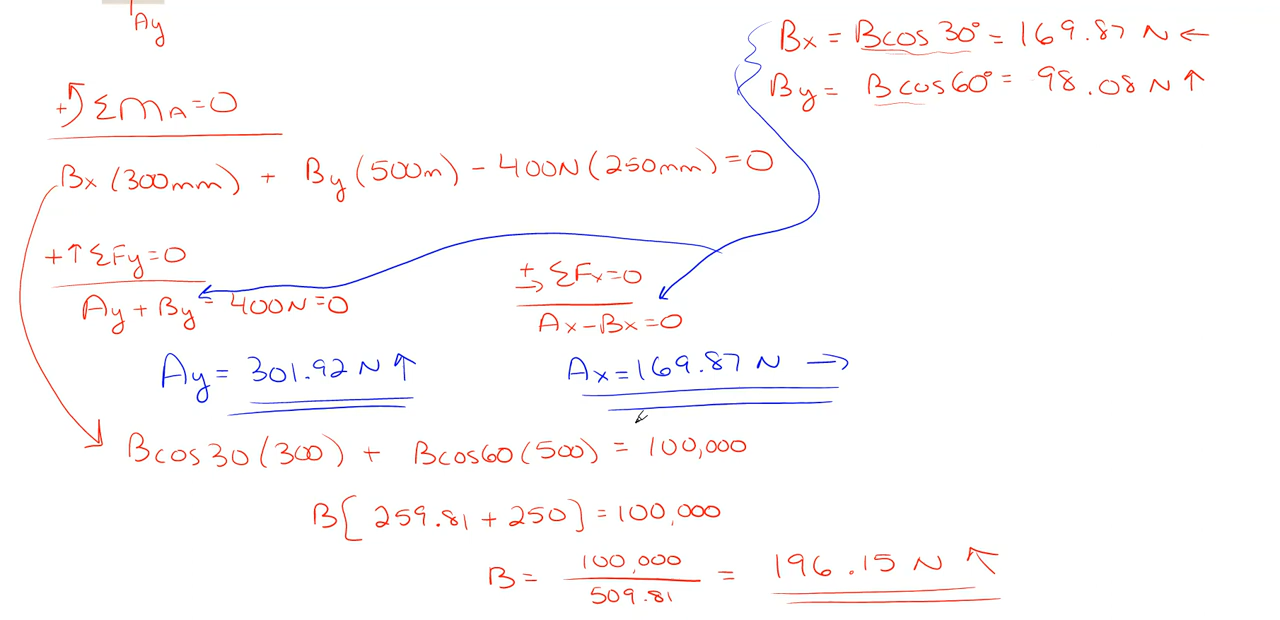 Ay
Bx = Bcos 30° = 169.87 N ←
By = Bcos60° = 98.08 N ↑
+↺ ΣMA=0
Bx (300mm) + By (500m) - 400N (250mm) = 0
+↑ ΣFy=0
Ay + By - 400N=0
+→ ΣFx=0
Ax-Bx=0
Ay = 301.92 N ↑
Ax = 169.87 N →
Bcos30(300) + Bcos60(500) = 100,000
B[ 259.81 + 250 ] = 100,000
B = 100,000 / 509.81 = 196.15 N ↖